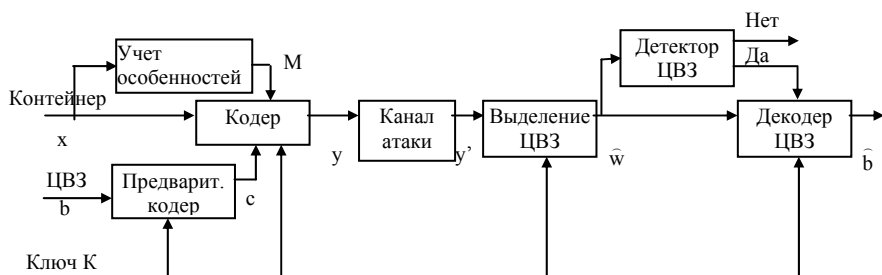 Учет
особенностей
М
Контейнер
x
Кодер
y
Канал
атаки
y’
Выделение
ЦВЗ
ŵ
Детектор
ЦВЗ
Нет
Да
Декодер
ЦВЗ
b̂
ЦВЗ
b
Предварит.
кодер
c
Ключ К